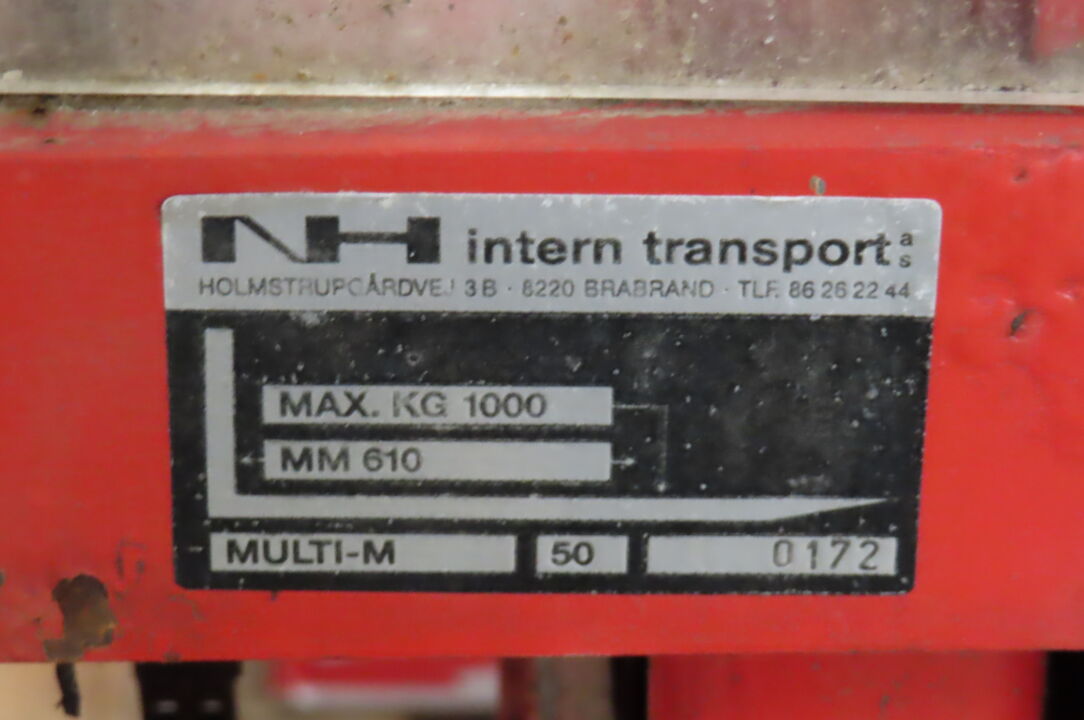 NH intern transport a/s
HOLMSTRUPGÅRDVEJ 3B · 8220 BRABRAND · TLF. 86 26 22 44
MAX. KG 1000
MM 610
MULTI-M 50 0172